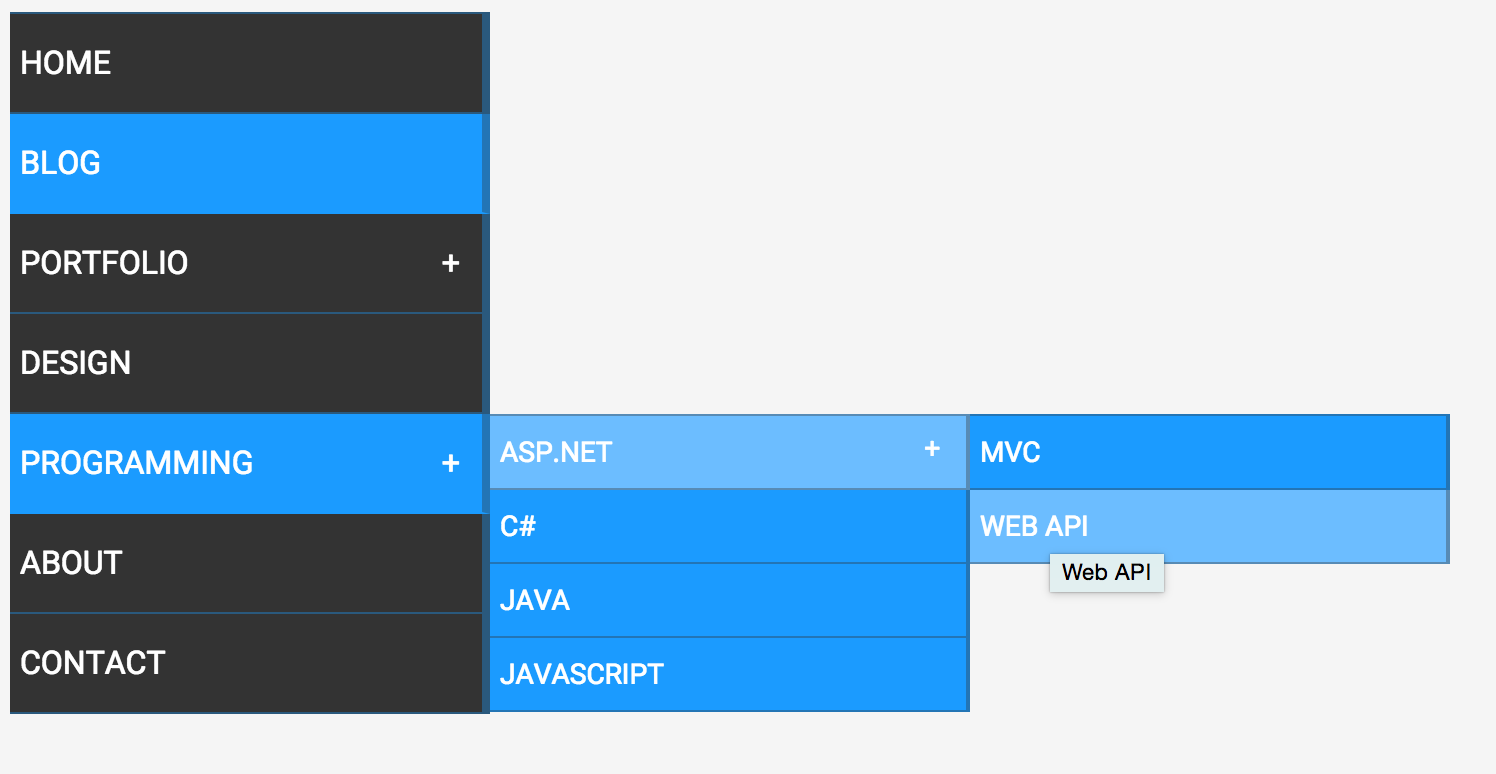 HOME
BLOG
PORTFOLIO +
DESIGN
PROGRAMMING +
ABOUT
CONTACT
ASP.NET +
C#
JAVA
JAVASCRIPT
MVC
WEB API
Web API